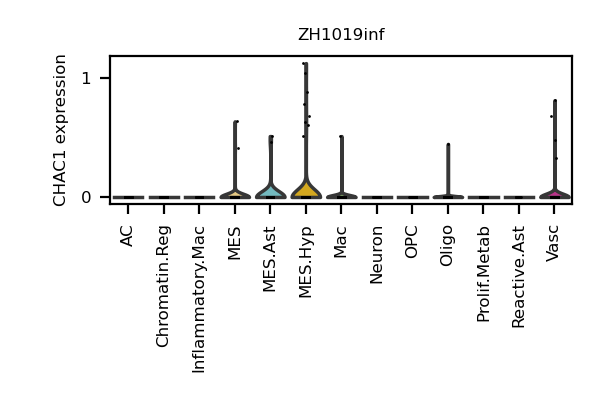 ZH1019inf
CHAC1 expression
1
0
AC
Chromatin.Reg
Inflammatory.Mac
MES
MES.Ast
MES.Hyp
Mac
Neuron
OPC
Oligo
Prolif.Metab
Reactive.Ast
Vasc